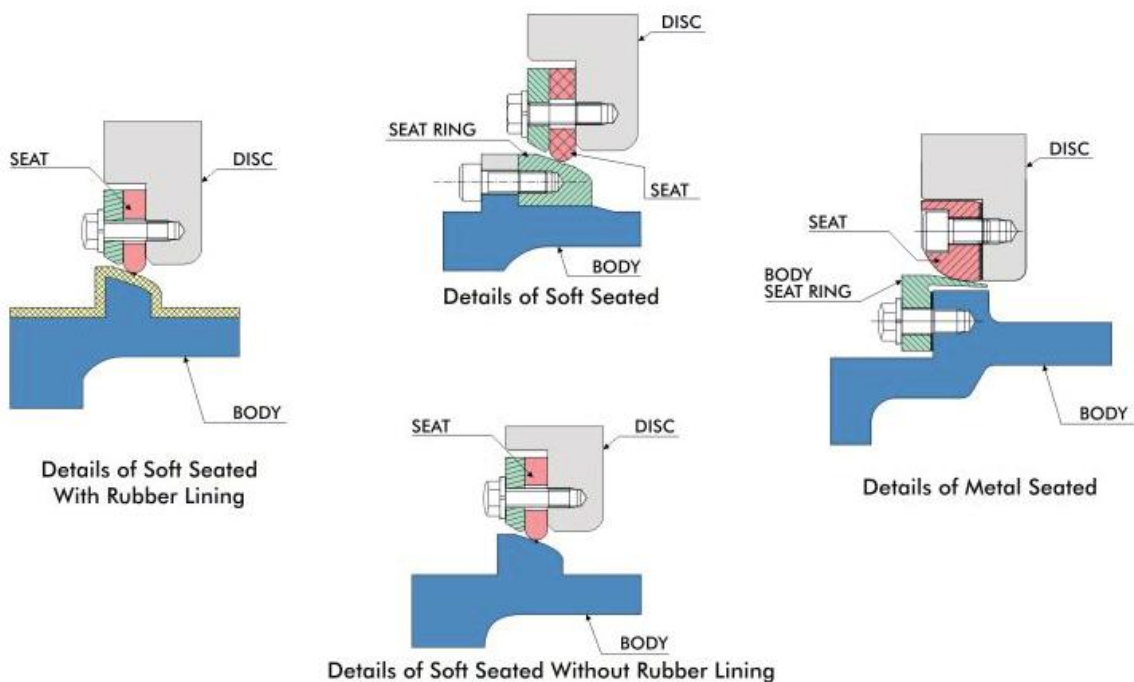 SEAT
DISC
BODY
Details of Soft Seated
With Rubber Lining
DISC
SEAT RING
SEAT
BODY
Details of Soft Seated
SEAT
DISC
BODY
Details of Soft Seated Without Rubber Lining
DISC
SEAT
BODY
SEAT RING
BODY
Details of Metal Seated